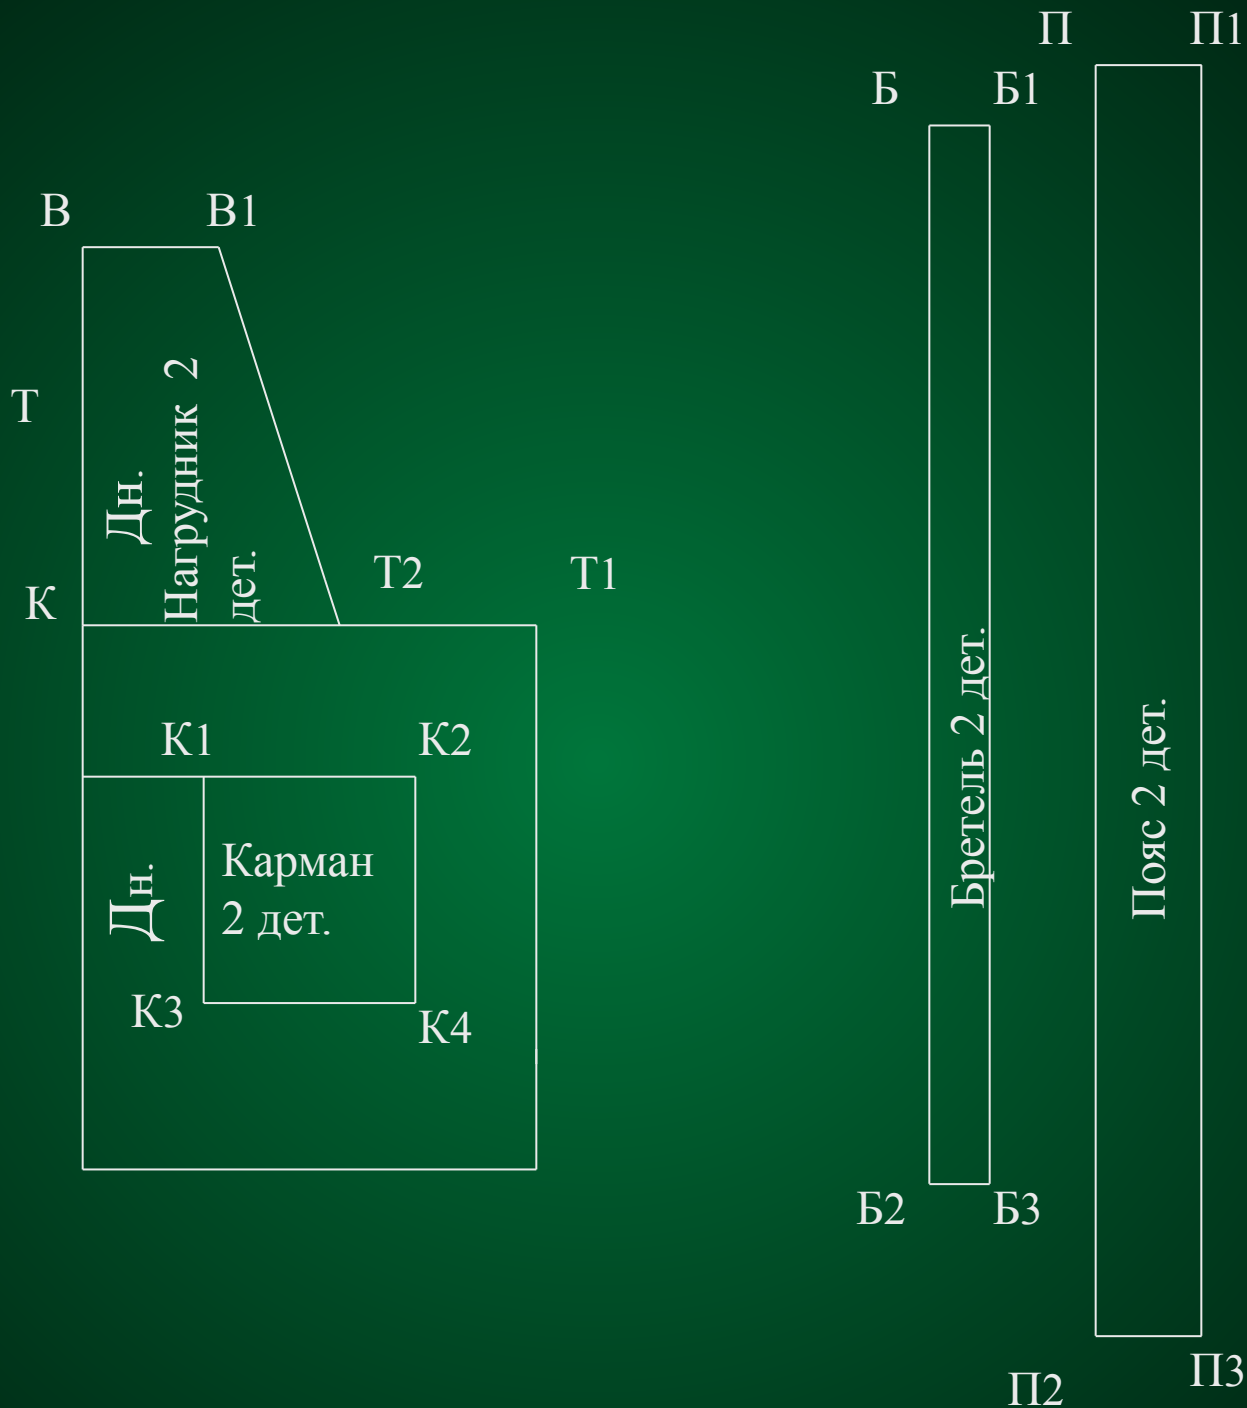 П
П1
Б
Б1
В
В1
Т
Дн.
Нагрудник 2
дет.
К
Т2
Т1
К1
К2
Дн.
Карман
2 дет.
К3
К4
Бретель 2 дет.
Пояс 2 дет.
Б2
Б3
П2
П3